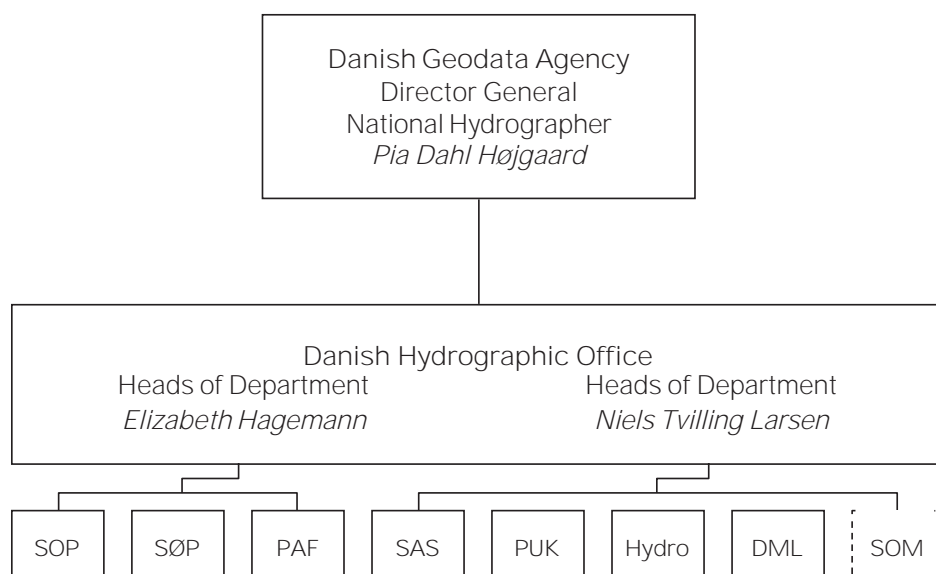 Danish Geodata Agency
Director General
National Hydrographer
Pia Dahl Højgaard
Danish Hydrographic Office
Heads of Department
Elizabeth Hagemann
Heads of Department
Niels Tvilling Larsen
SOP
SØP
PAF
SAS
PUK
Hydro
DML
SOM